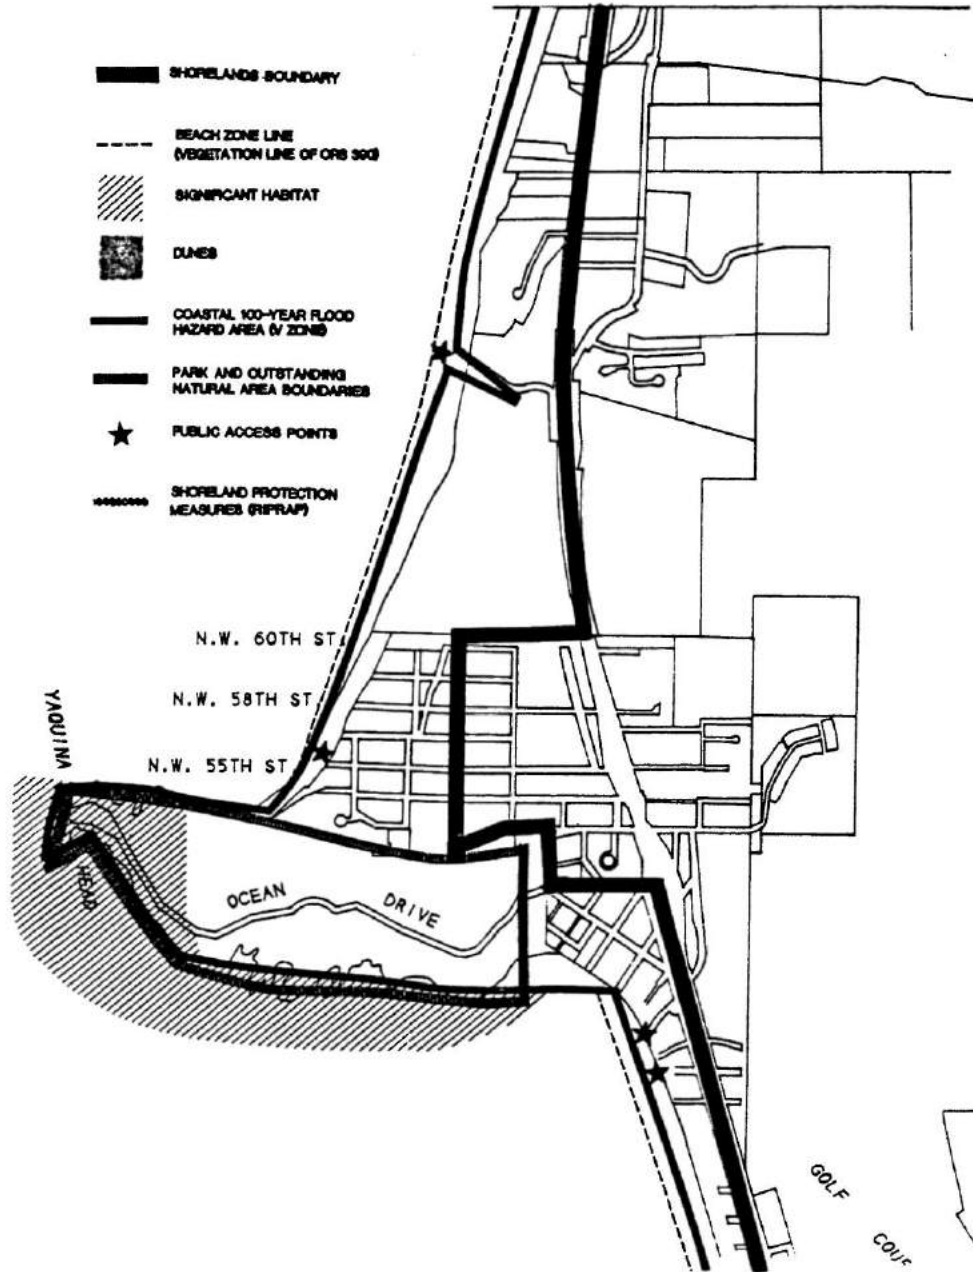 SHORELANDS BOUNDARY
BEACH ZONE LINE
(VEGETATION LINE OF ORS 390)
SIGNIFICANT HABITAT
DUNES
COASTAL 100-YEAR FLOOD
HAZARD AREA (V ZONE)
PARK AND OUTSTANDING
NATURAL AREA BOUNDARIES
PUBLIC ACCESS POINTS
SHORELAND PROTECTION
MEASURES (RIPRAP)
N.W. 60TH ST.
N.W. 58TH ST
N.W. 55TH ST
YAQUINA
HEAD
OCEAN DRIVE
GOLF
COUR